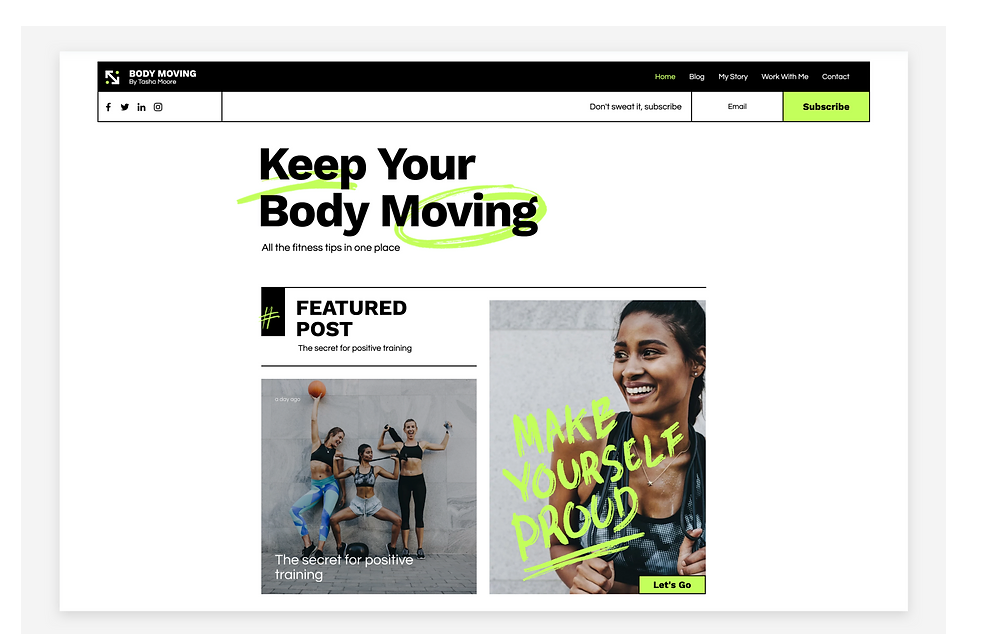 BODY MOVING
By Tasha Moore
Home Blog My Story Work With Me Contact
Don't sweat it, subscribe Email Subscribe
Keep Your
Body Moving
All the fitness tips in one place
#
FEATURED
POST
The secret for positive training
a day ago
The secret for positive
training
MAKE
YOURSELF
PROUD
Let's Go